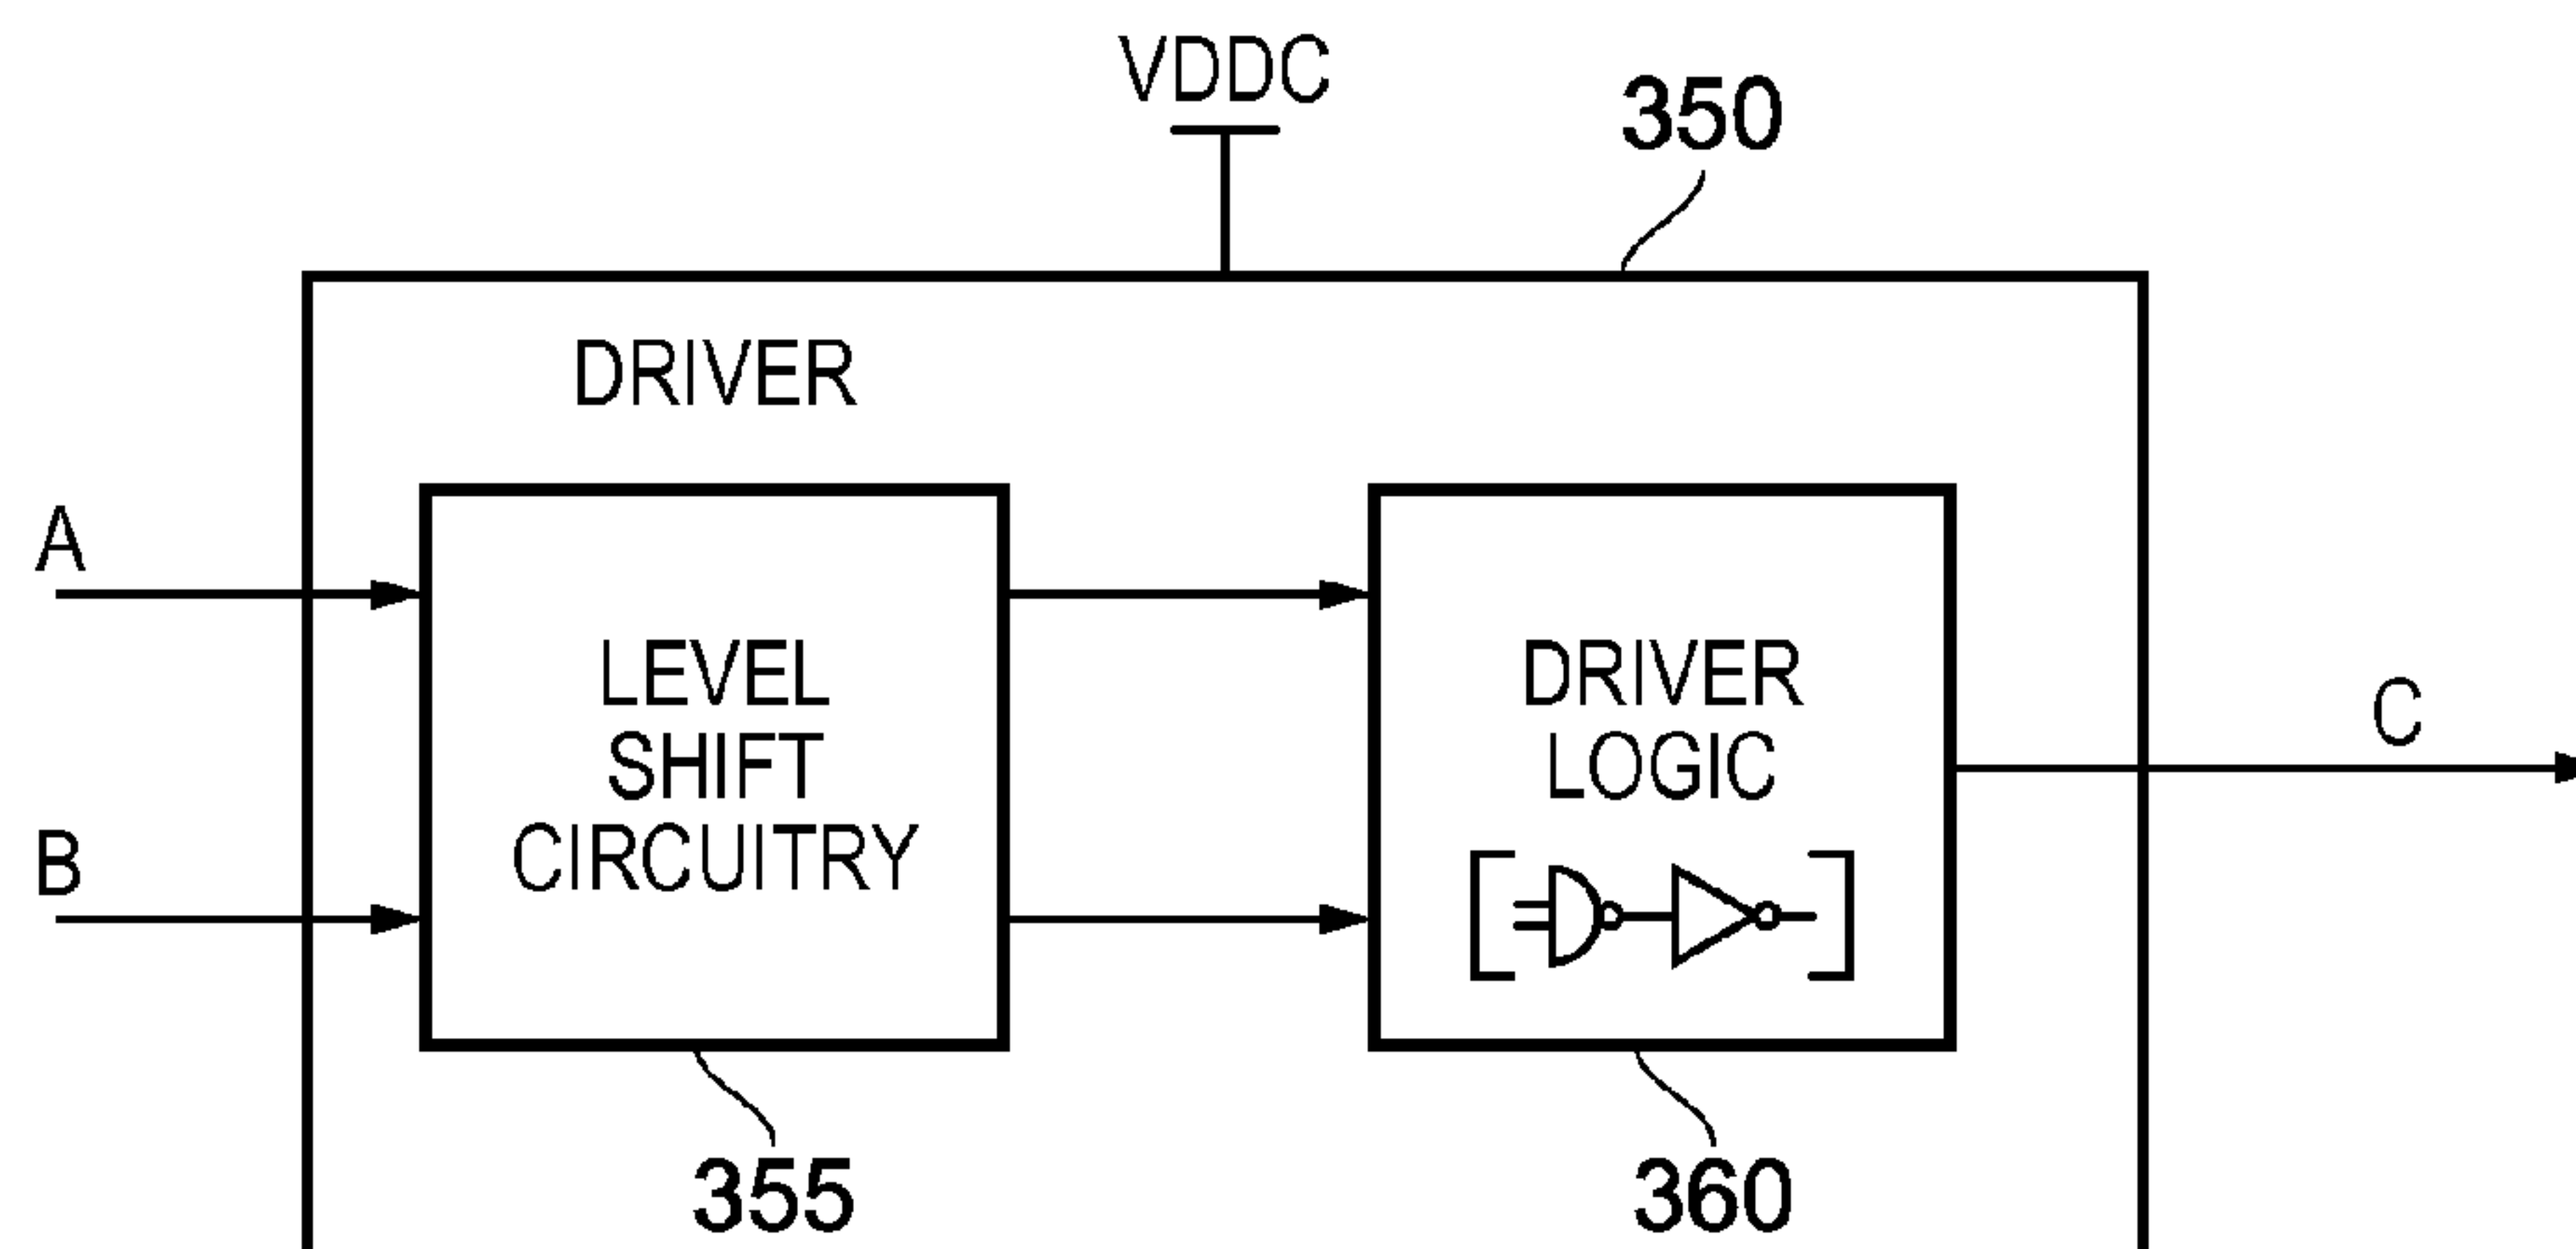 VDDC
350
DRIVER
A
B
LEVEL
SHIFT
CIRCUITRY
DRIVER
LOGIC
C
355
360